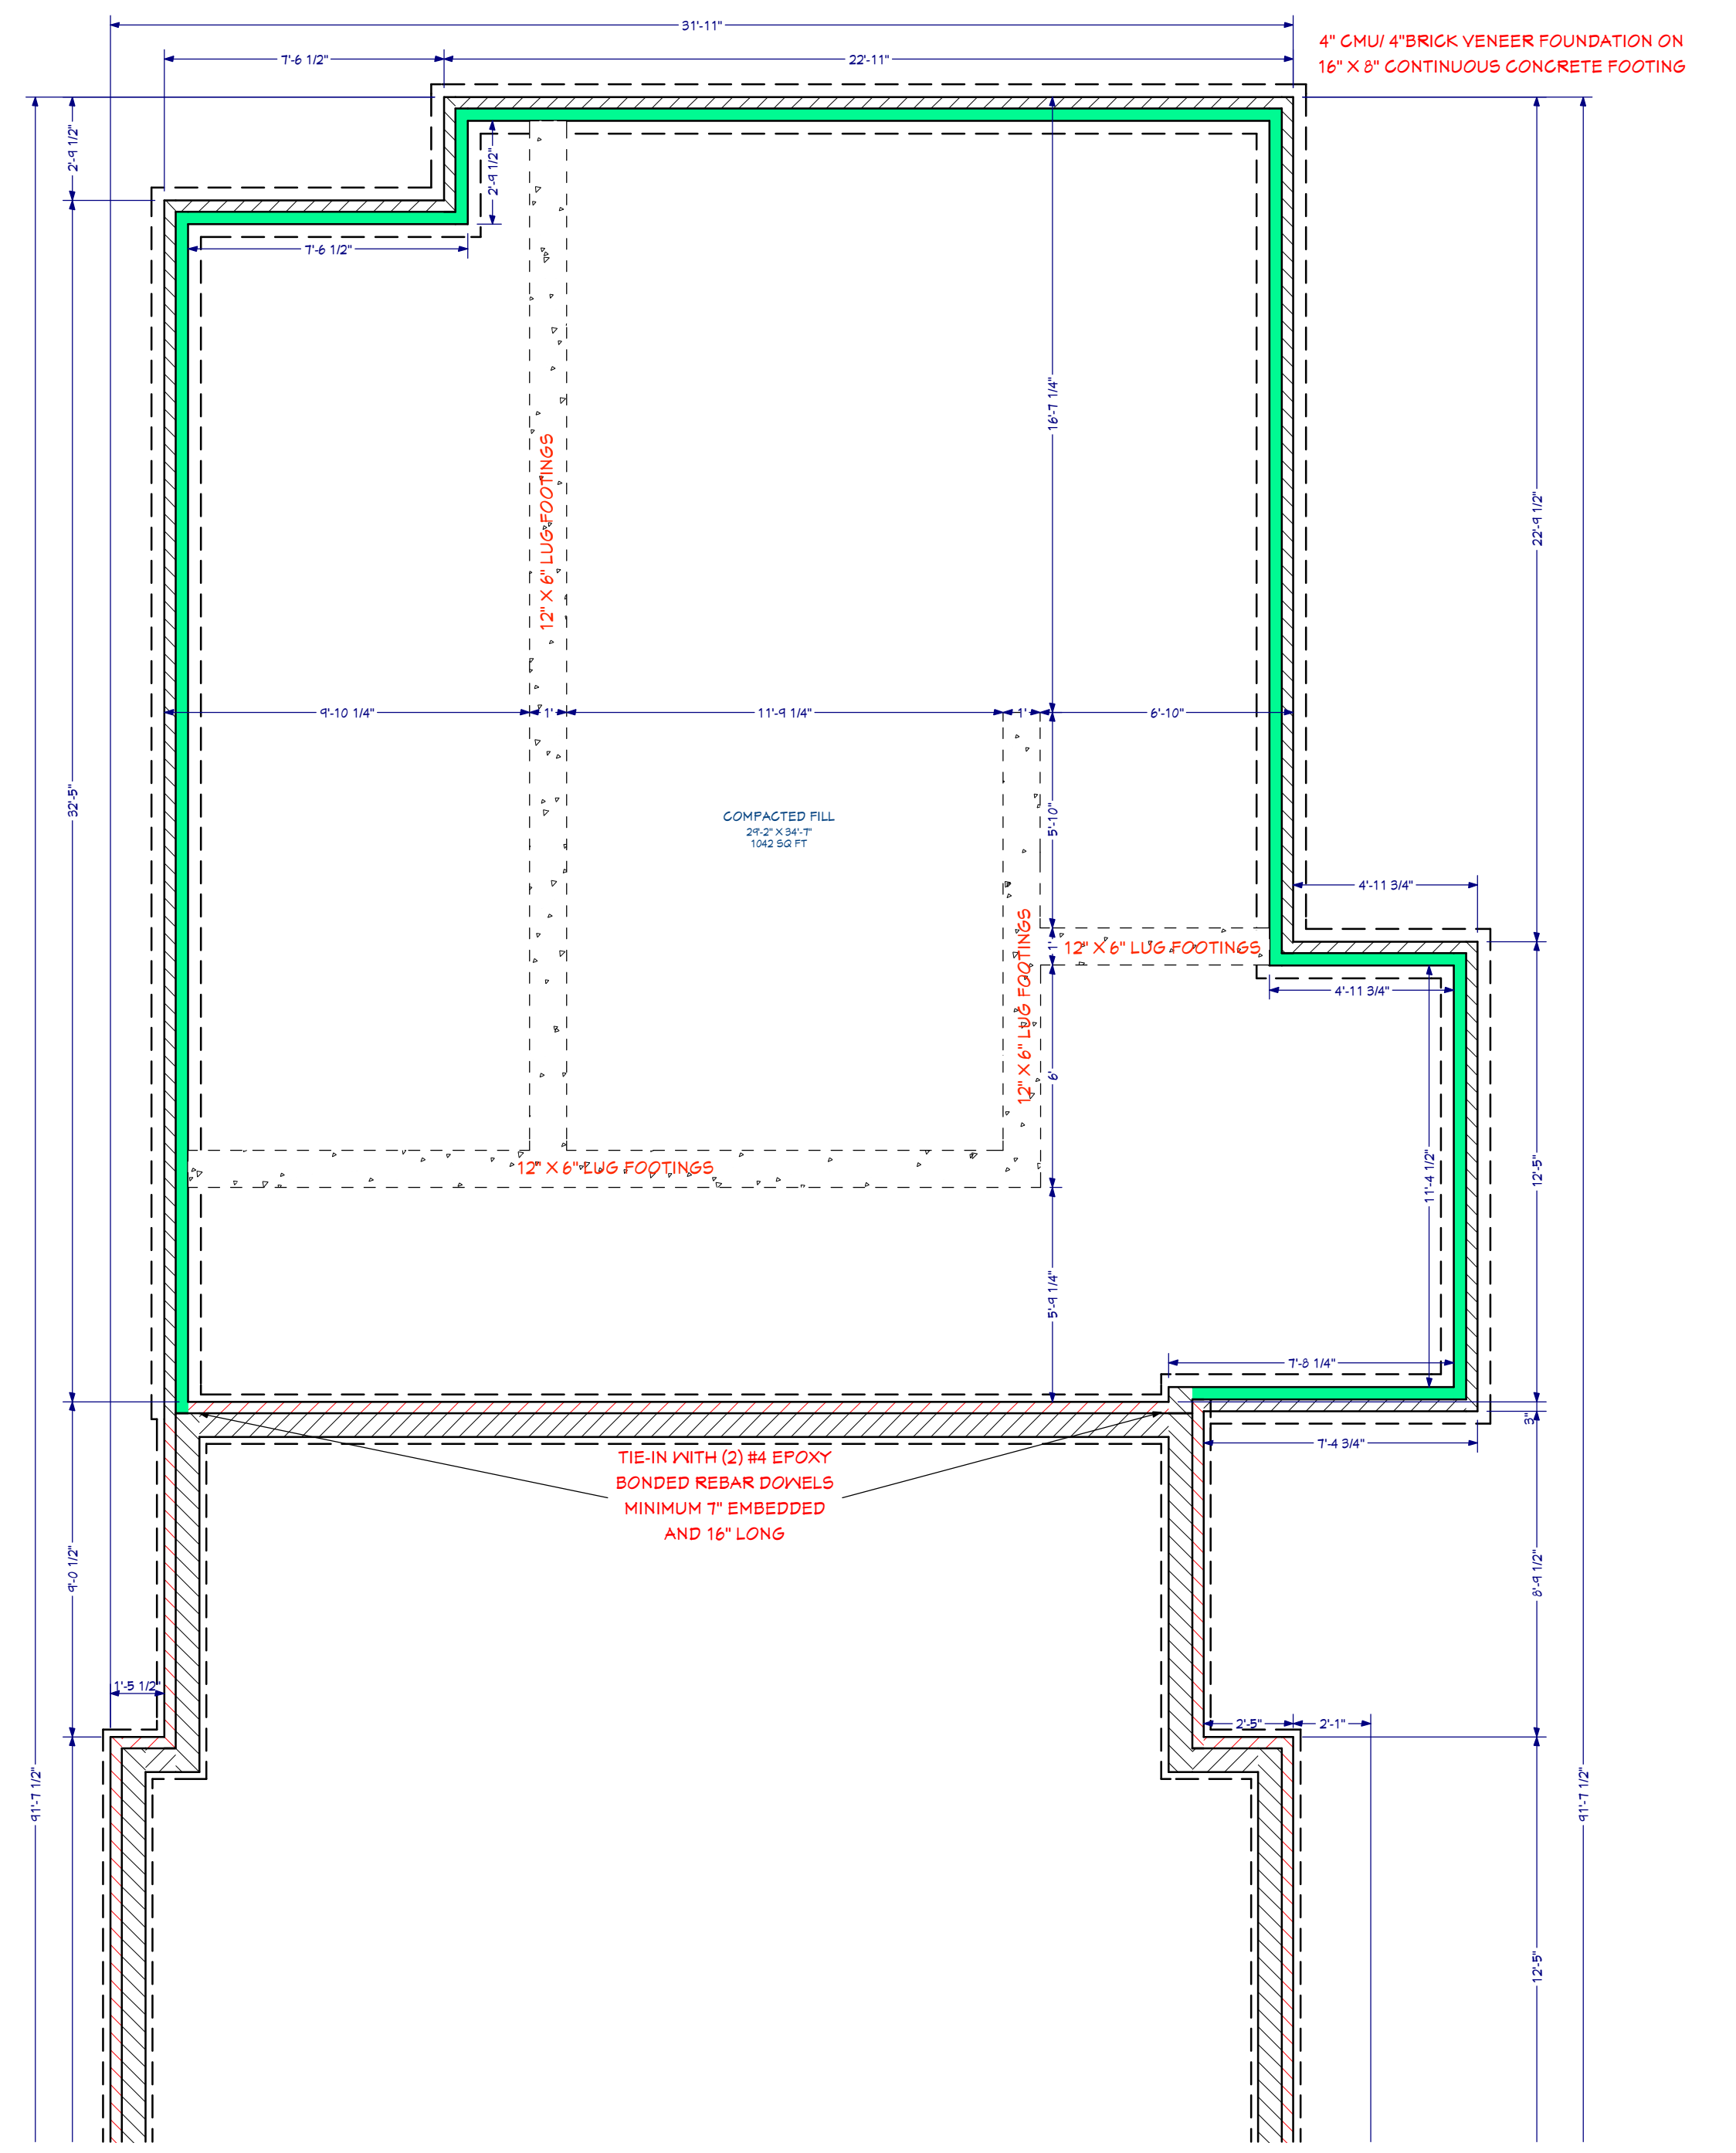 31'-11"
4" CMU/ 4"BRICK VENEER FOUNDATION ON
16" X 8" CONTINUOUS CONCRETE FOOTING
7'-6 1/2"
22'-11"
2'-9 1/2"
2'-9 1/2"
7'-6 1/2"
16'-7 1/4"
22'-9 1/2"
12" X 6" LUG FOOTINGS
9'-10 1/4"
1'
11'-9 1/4"
1'
6'-10"
32'-5"
5'-10"
COMPACTED FILL
29'-2" X 34'-7"
1042 SQ FT
4'-11 3/4"
1'
12" X 6" LUG FOOTINGS
12" X 6" LUG FOOTINGS
4'-11 3/4"
6'
12" X 6" LUG FOOTINGS
11'-4 1/2"
12'-5"
5'-9 1/4"
7'-8 1/4"
3"
7'-4 3/4"
TIE-IN WITH (2) #4 EPOXY
BONDED REBAR DOWELS
MINIMUM 7" EMBEDDED
AND 16" LONG
9'-0 1/2"
8'-9 1/2"
1'-5 1/2"
2'-5"
2'-1"
91'-7 1/2"
91'-7 1/2"
12'-5"